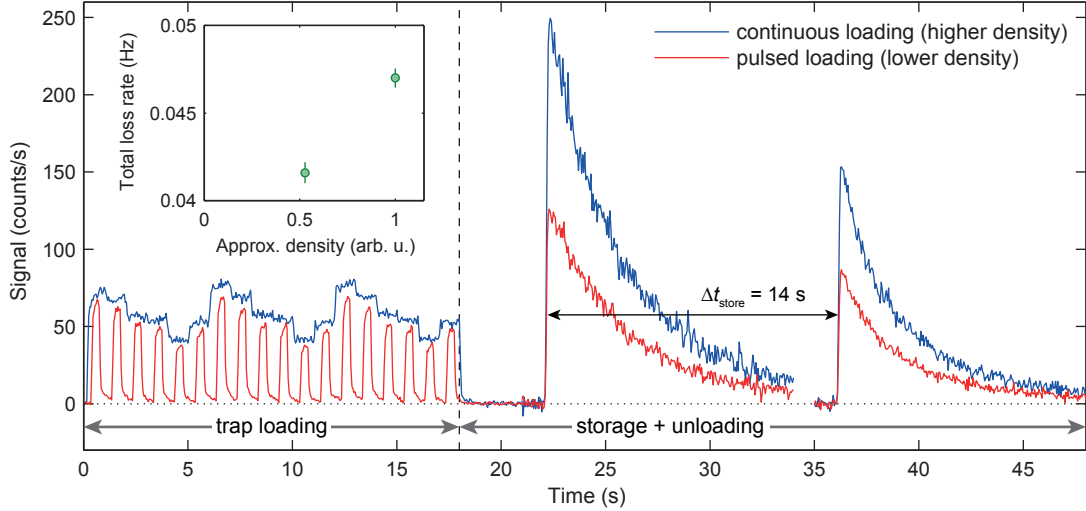 250
200
150
100
50
0
Signal (counts/s)
0.05
0.045
0.04
Total loss rate (Hz)
0
0.5
1
Approx. density (arb. u.)
continuous loading (higher density)
pulsed loading (lower density)
Δt_store = 14 s
trap loading
storage + unloading
0
5
10
15
20
25
30
35
40
45
Time (s)